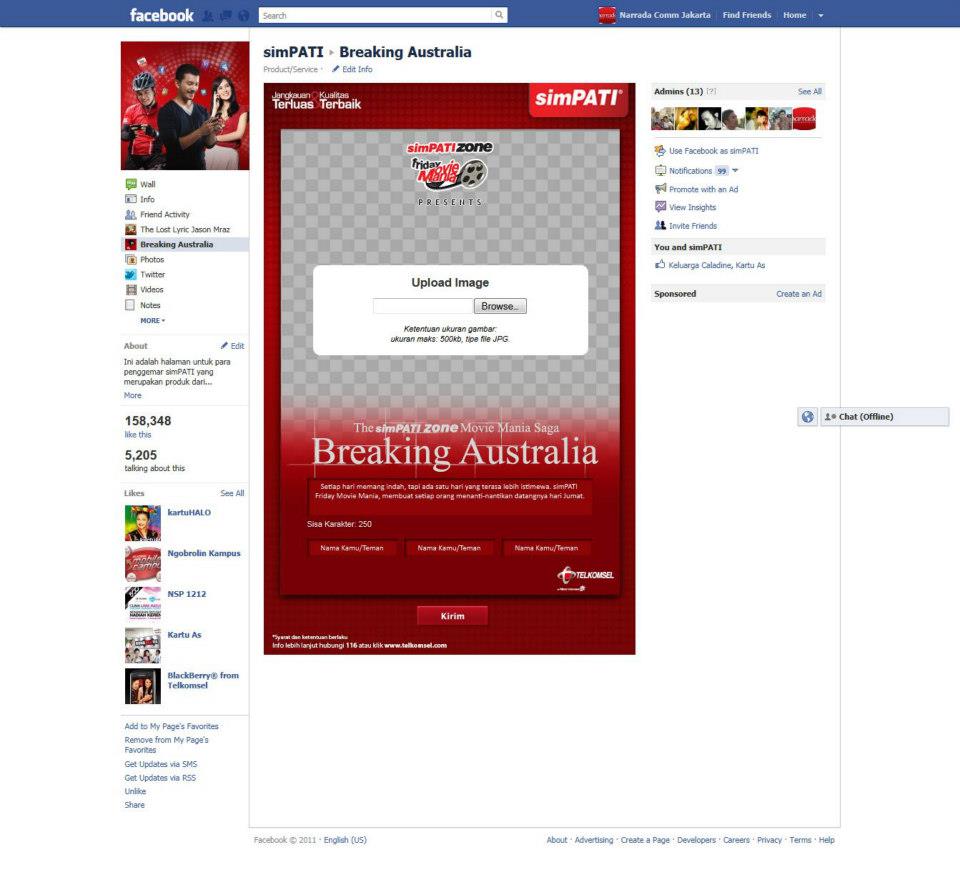 facebook
Search
Narrada Comm Jakarta
Find Friends
Home
simPATI ▸ Breaking Australia
Product/Service · Edit Info
Wall
Info
Friend Activity
The Lost Lyric Jason Mraz
Breaking Australia
Photos
Twitter
Videos
Notes
MORE
About
Edit
Ini adalah halaman untuk para
penggemar simPATI yang
merupakan produk dari...
More
158,348
like this
5,205
talking about this
Likes
See All
kartuHALO
Ngobrolin Kampus
NSP 1212
Kartu As
BlackBerry® from
Telkomsel
Add to My Page's Favorites
Remove from My Page's
Favorites
Get Updates via SMS
Get Updates via RSS
Unlike
Share
Jangkauan & Kualitas
Terluas Terbaik
simPATI®
simPATI ZONE
friday
Movie
Mania
PRESENTS
Upload Image
Browse..
Ketentuan ukuran gambar:
ukuran maks: 500kb, tipe file JPG.
The simPATI ZONE Movie Mania Saga
Breaking Australia
Setiap hari memang indah, tapi ada satu hari yang terasa lebih istimewa. simPATI
Friday Movie Mania, membuat setiap orang menanti-nantikan datangnya hari Jumat.
Sisa Karakter: 250
Nama Kamu/Teman
Nama Kamu/Teman
Nama Kamu/Teman
TELKOMSEL
Kirim
*Syarat dan ketentuan berlaku
Info lebih lanjut hubungi 116 atau klik www.telkomsel.com
Admins (13) [?]
See All
narrada
Use Facebook as simPATI
Notifications 99
Promote with an Ad
View Insights
Invite Friends
You and simPATI
Keluarga Caladine, Kartu As
Sponsored
Create an Ad
Chat (Offline)
Facebook © 2011 · English (US)
About · Advertising · Create a Page · Developers · Careers · Privacy · Terms · Help